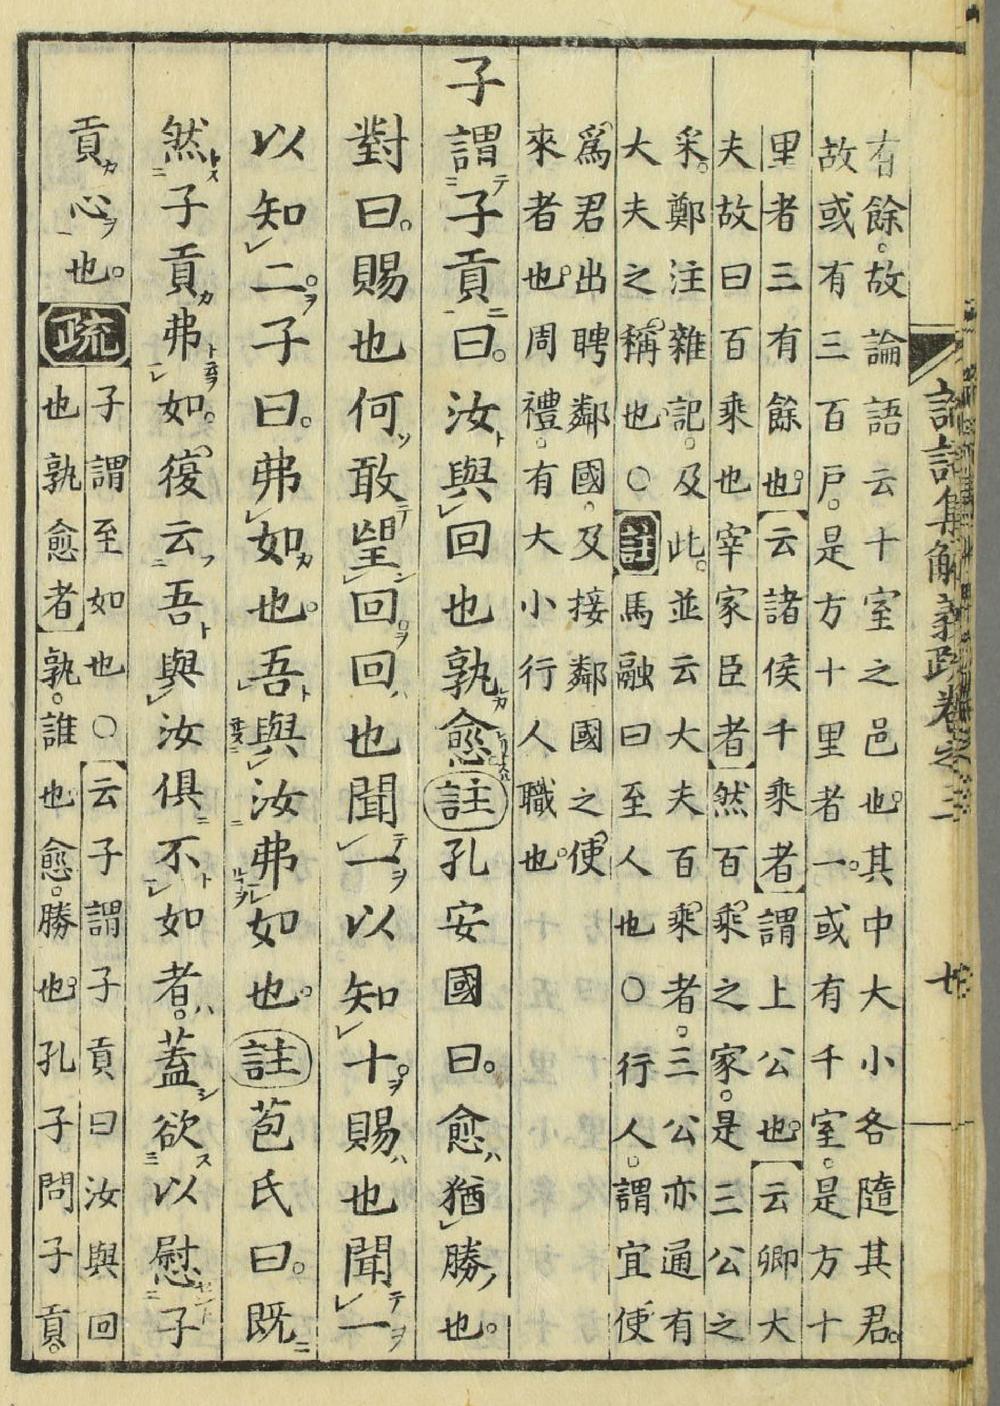 有餘故論語云十室之邑也其中大小各隨其君
故或有三百戸是方十里者一或有千室是方十
里者三有餘也云諸侯千乘者謂上公也云卿大
夫故曰百乘也宰家臣者然百乘之家是三公之
采鄭注雜記及此並云大夫百乘者三公亦通有
大夫之稱也〇註馬融曰至人也〇行人謂宜使
爲君出聘鄰國及接鄰國之使
來者也周禮有大小行人職也
子謂子貢曰汝與回也孰愈註孔安國曰愈猶勝也
對曰賜也何敢望回回也聞一以知十賜也聞一
以知二子曰弗如也吾與汝弗如也註苞氏曰既
然子貢弗如復云吾與汝俱不如者蓋欲以慰子
貢心也疏
子謂至如也〇云子謂子貢曰汝與回
也孰愈者孰誰也愈勝也孔子問子貢
論語集解義疏卷之三